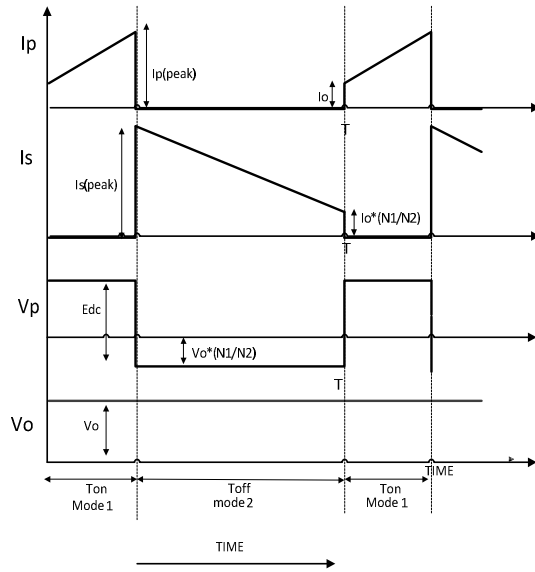 Ip
Ip(peak)
Io
T
Is
Is(peak)
Io*(N1/N2)
T
Vp
Edc
Vo*(N1/N2)
T
Vo
Vo
TIME
Ton
Mode 1
Toff
mode 2
Ton
Mode 1
TIME